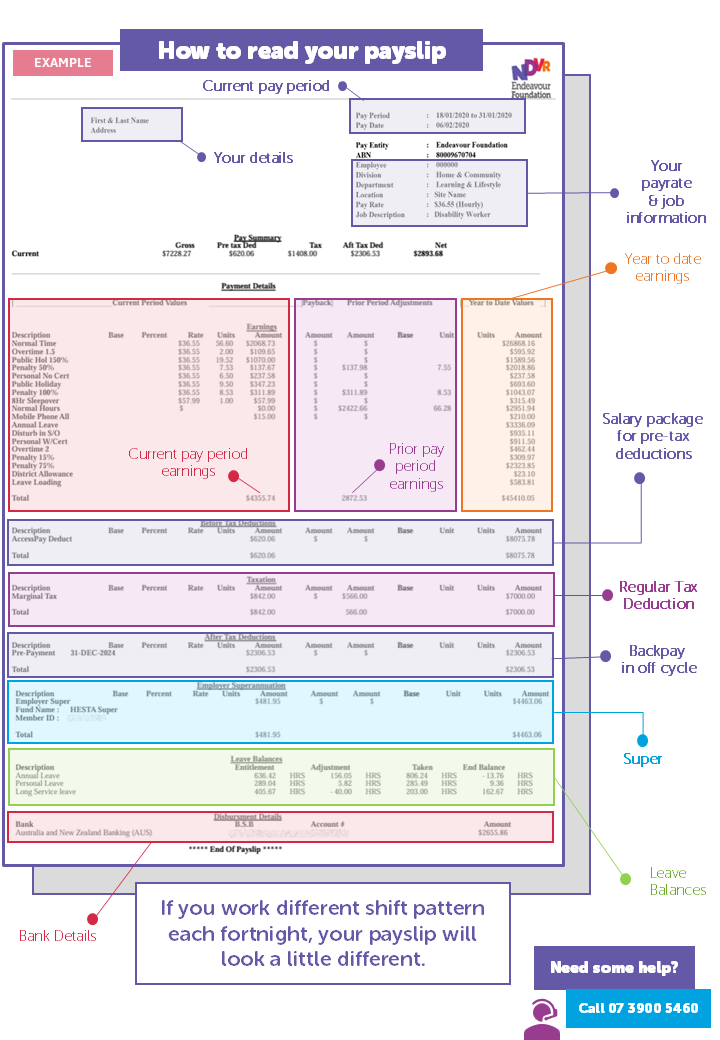 How to read your payslip
EXAMPLE
NDVR
Endeavour
Foundation
Current pay period
First & Last Name
Address
Your details
Pay Period : 18/01/2020 to 31/01/2020
Pay Date : 06/02/2020
Pay Entity : Endeavour Foundation
ABN : 80009670704
Employee : 000000
Division : Home & Community
Department : Learning & Lifestyle
Location : Site Name
Pay Rate : $36.55 (Hourly)
Job Description : Disability Worker
Your
payrate
& job
information
Pay Summary
Gross Pre tax Ded Tax Aft Tax Ded Net
Current $7228.27 $620.06 $1408.00 $2306.53 $2893.68
Year to date
earnings
Payment Details
Current Period Values [Payback] Prior Period Adjustments Year to Date Values
Earnings
Description Base Percent Rate Units Amount Amount Amount Base Unit Units Amount
Normal Time $36.55 56.60 $2068.73 $ $ $26868.16
Overtime 1.5 $36.55 2.00 $109.65 $ $ $595.92
Public Hol 150% $36.55 19.52 $1070.00 $ $ $1589.56
Penalty 50% $36.55 7.53 $137.67 $ $137.98 7.55 $2018.86
Personal No Cert $36.55 6.50 $237.58 $ $ $237.58
Public Holiday $36.55 9.50 $347.23 $ $ $693.60
Penalty 100% $36.55 8.53 $311.89 $ $311.89 8.53 $1043.07
8Hr Sleepover $57.99 1.00 $57.99 $ $ $315.49
Normal Hours $ $0.00 $ $2422.66 66.28 $2951.94
Mobile Phone All $15.00 $ $ $210.00
Annual Leave $3336.09
Disturb in S/O $935.11
Personal W/Cert $911.50
Overtime 2 $462.44
Penalty 15% $309.97
Penalty 75% $2323.85
District Allowance $23.10
Leave Loading $583.81
Total $4355.74 2872.53 $45410.05
Current pay period
earnings
Prior pay
period
earnings
Salary package
for pre-tax
deductions
Before Tax Deductions
Description Base Percent Rate Units Amount Amount Amount Base Unit Units Amount
AccessPay Deduct $620.06 $ $ $8075.78
Total $620.06 $8075.78
Taxation
Description Base Percent Rate Units Amount Amount Amount Base Unit Units Amount
Marginal Tax $842.00 $ $566.00 $7000.00
Total $842.00 566.00 $7000.00
Regular Tax
Deduction
After Tax Deductions
Description Base Percent Rate Units Amount Amount Amount Base Unit Units Amount
Pre-Payment 31-DEC-2024 $2306.53 $ $ $2306.53
Total $2306.53 $2306.53
Backpay
in off cycle
Employer Superannuation
Description Base Percent Rate Units Amount Amount Amount Base Unit Units Amount
Employer Super $481.95 $ $ $4463.06
Fund Name : HESTA Super
Member ID :
Total $481.95 $4463.06
Super
Leave Balances
Description Entitlement Adjustment Taken End Balance
Annual Leave 636.42 HRS 156.05 HRS 806.24 HRS -13.76 HRS
Personal Leave 289.04 HRS 5.82 HRS 285.49 HRS 9.36 HRS
Long Service leave 405.67 HRS -40.00 HRS 203.00 HRS 162.67 HRS
Leave
Balances
Disbursment Details
Bank B.S.B Account # Amount
Australia and New Zealand Banking (AUS) $2655.86
***** End Of Payslip *****
Bank Details
If you work different shift pattern
each fortnight, your payslip will
look a little different.
Need some help?
Call 07 3900 5460